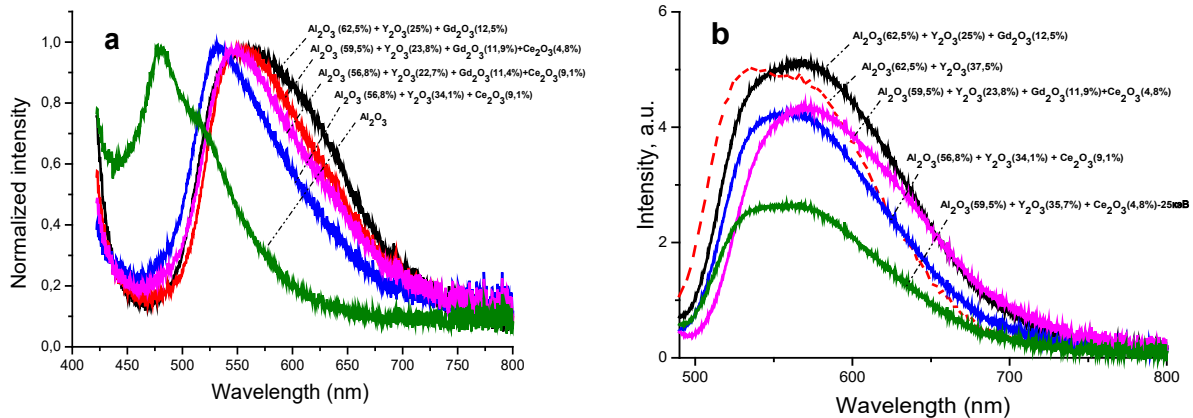 a
Al2O3 (62,5%) + Y2O3(25%) + Gd2O3(12,5%)
Al2O3(59,5%) + Y2O3(23,8%) + Gd2O3(11,9%)+Ce2O3(4,8%)
Al2O3 (56,8%) + Y2O3(22,7%) + Gd2O3(11,4%)+Ce2O3(9,1%)
Al2O3 (56,8%) + Y2O3(34,1%) + Ce2O3(9,1%)
Al2O3
Normalized intensity
1,0
0,8
0,6
0,4
0,2
0,0
400 450 500 550 600 650 700 750 800
Wavelength (nm)
b
Al2O3(62,5%) + Y2O3(25%) + Gd2O3(12,5%)
Al2O3(62,5%) + Y2O3(37,5%)
Al2O3(59,5%) + Y2O3(23,8%) + Gd2O3(11,9%)+Ce2O3(4,8%)
Al2O3(56,8%) + Y2O3(34,1%) + Ce2O3(9,1%)
Al2O3(59,5%) + Y2O3(35,7%) + Ce2O3(4,8%)-25кэВ
Intensity, a.u.
6
4
2
0
500 600 700 800
Wavelength (nm)